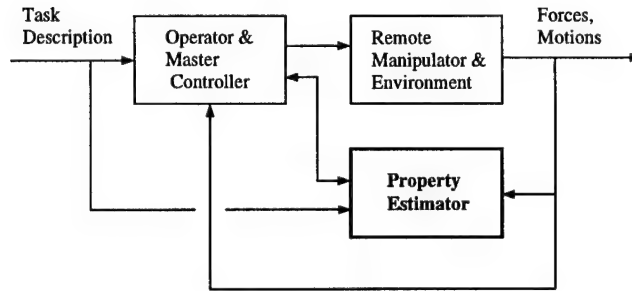 Task
Description
Operator &
Master
Controller
Remote
Manipulator &
Environment
Forces,
Motions
Property
Estimator